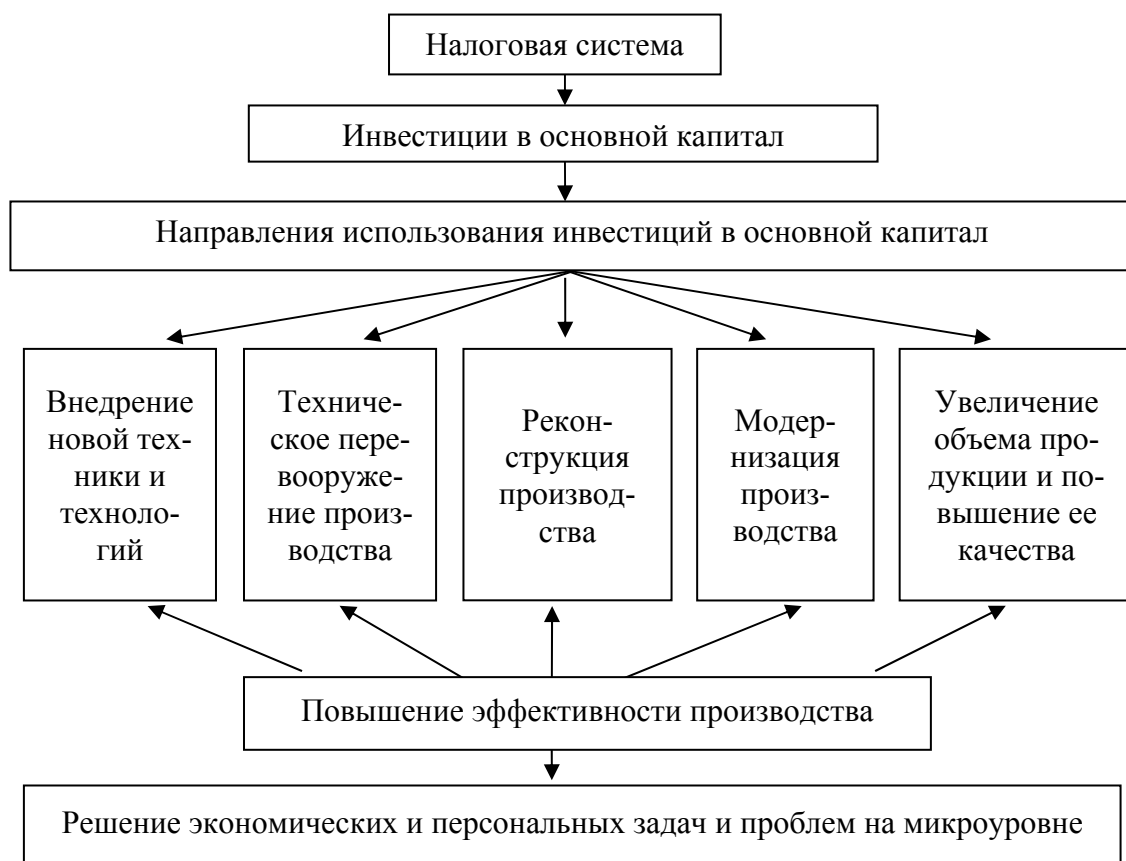 Налоговая система
Инвестиции в основной капитал
Направления использования инвестиций в основной капитал
Внедрение
новой тех-
ники и
техноло-
гий
Техниче-
ское пере-
вооруже-
ние произ-
водства
Рекон-
струкция
производ-
ства
Модер-
низация
произ-
водства
Увеличение
объема про-
дукции и по-
вышение ее
качества
Повышение эффективности производства
Решение экономических и персональных задач и проблем на микроуровне